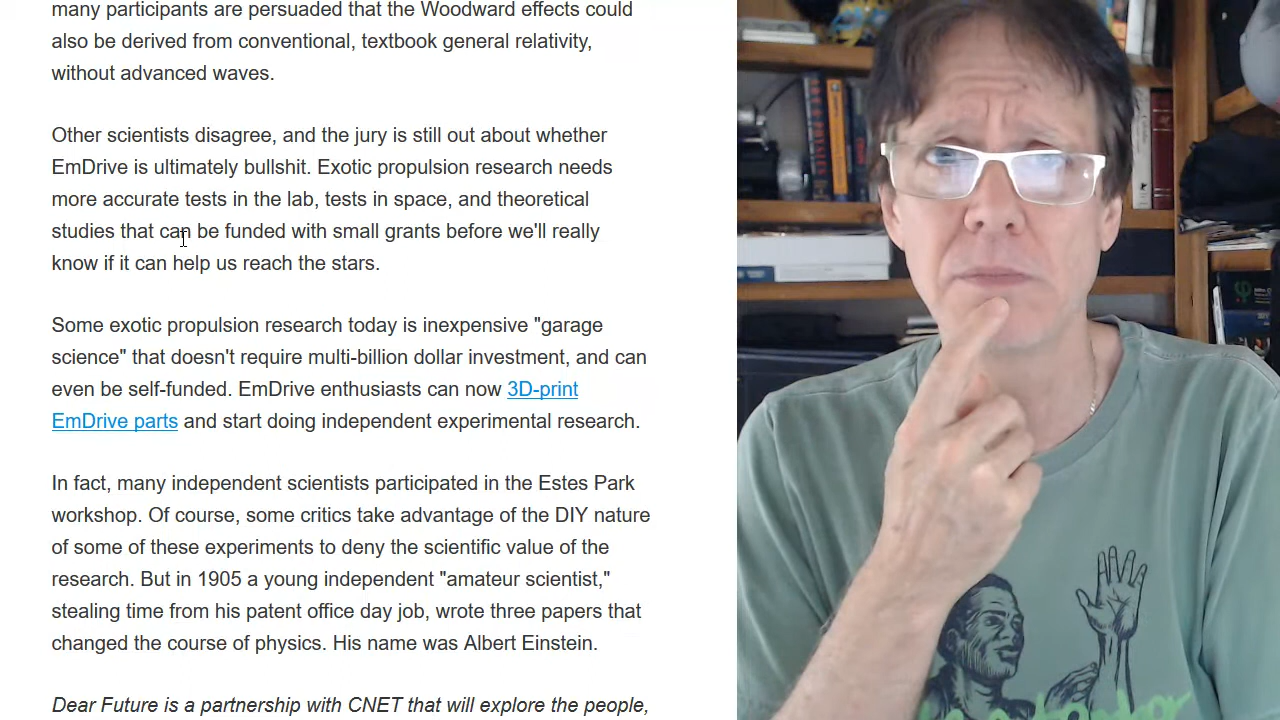 many participants are persuaded that the Woodward effects could
also be derived from conventional, textbook general relativity,
without advanced waves.
Other scientists disagree, and the jury is still out about whether
EmDrive is ultimately bullshit. Exotic propulsion research needs
more accurate tests in the lab, tests in space, and theoretical
studies that can be funded with small grants before we'll really
know if it can help us reach the stars.
Some exotic propulsion research today is inexpensive "garage
science" that doesn't require multi-billion dollar investment, and can
even be self-funded. EmDrive enthusiasts can now 3D-print
EmDrive parts and start doing independent experimental research.
In fact, many independent scientists participated in the Estes Park
workshop. Of course, some critics take advantage of the DIY nature
of some of these experiments to deny the scientific value of the
research. But in 1905 a young independent "amateur scientist,"
stealing time from his patent office day job, wrote three papers that
changed the course of physics. His name was Albert Einstein.
Dear Future is a partnership with CNET that will explore the people,